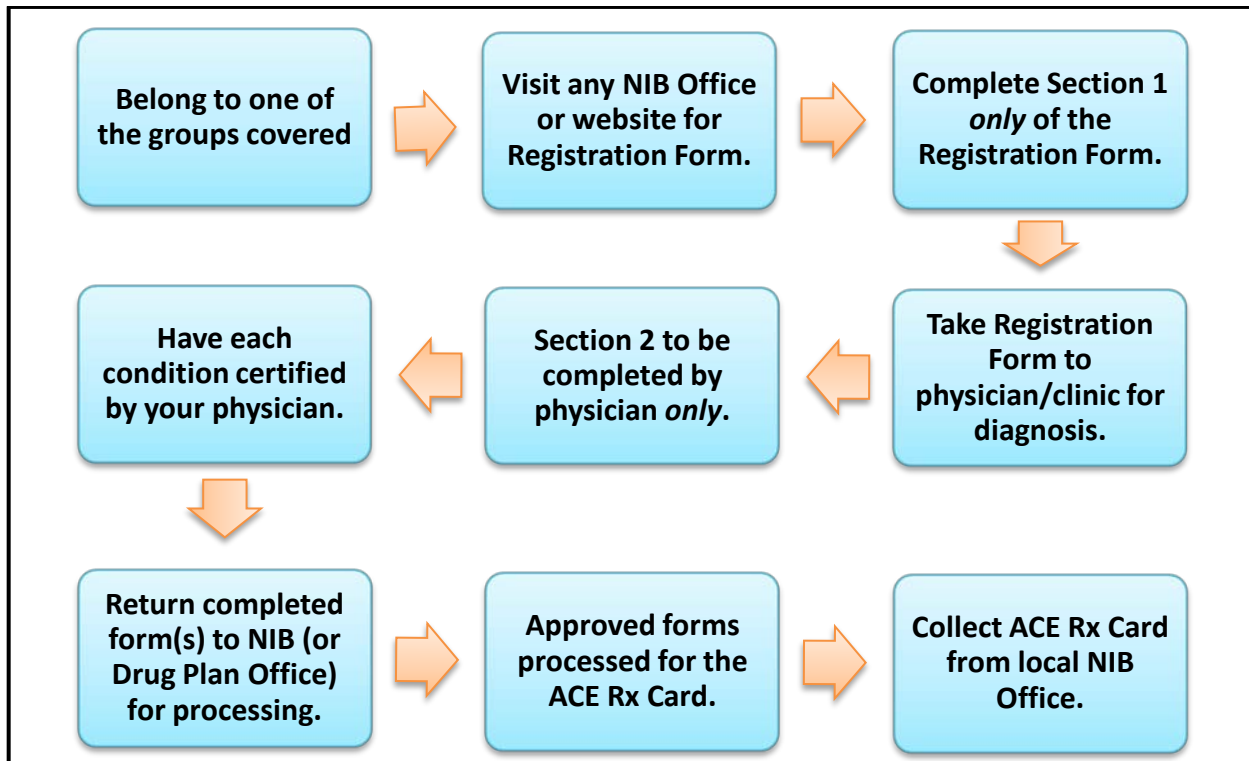 Belong to one of
the groups covered
Visit any NIB Office
or website for
Registration Form.
Complete Section 1
only of the
Registration Form.
Take Registration
Form to
physician/clinic for
diagnosis.
Section 2 to be
completed by
physician only.
Have each
condition certified
by your physician.
Return completed
form(s) to NIB (or
Drug Plan Office)
for processing.
Approved forms
processed for the
ACE Rx Card.
Collect ACE Rx Card
from local NIB
Office.